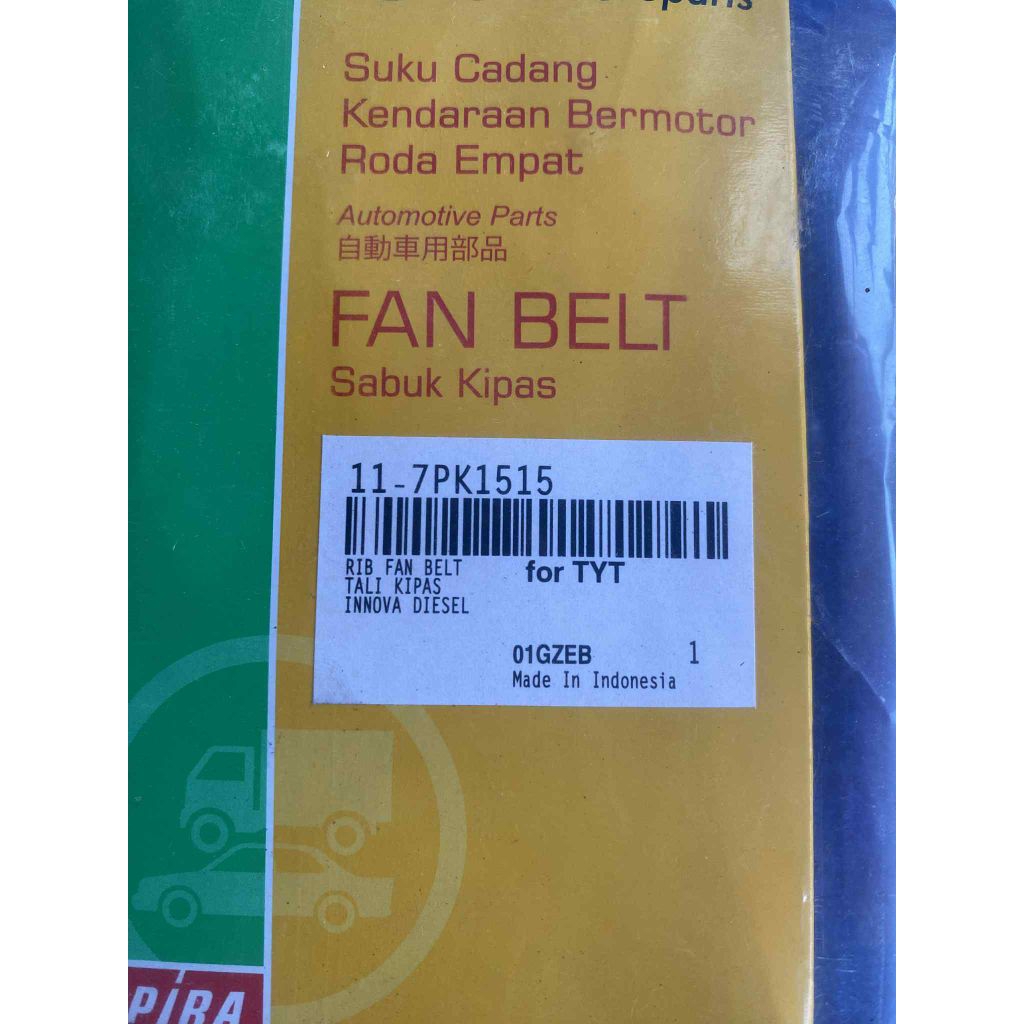 Suku Cadang
Kendaraan Bermotor
Roda Empat
Automotive Parts
自動車用部品
FAN BELT
Sabuk Kipas
11-7PK1515
RIB FAN BELT
for TYT
TALI KIPAS
INNOVA DIESEL
01GZEB 1
Made In Indonesia
PIRA